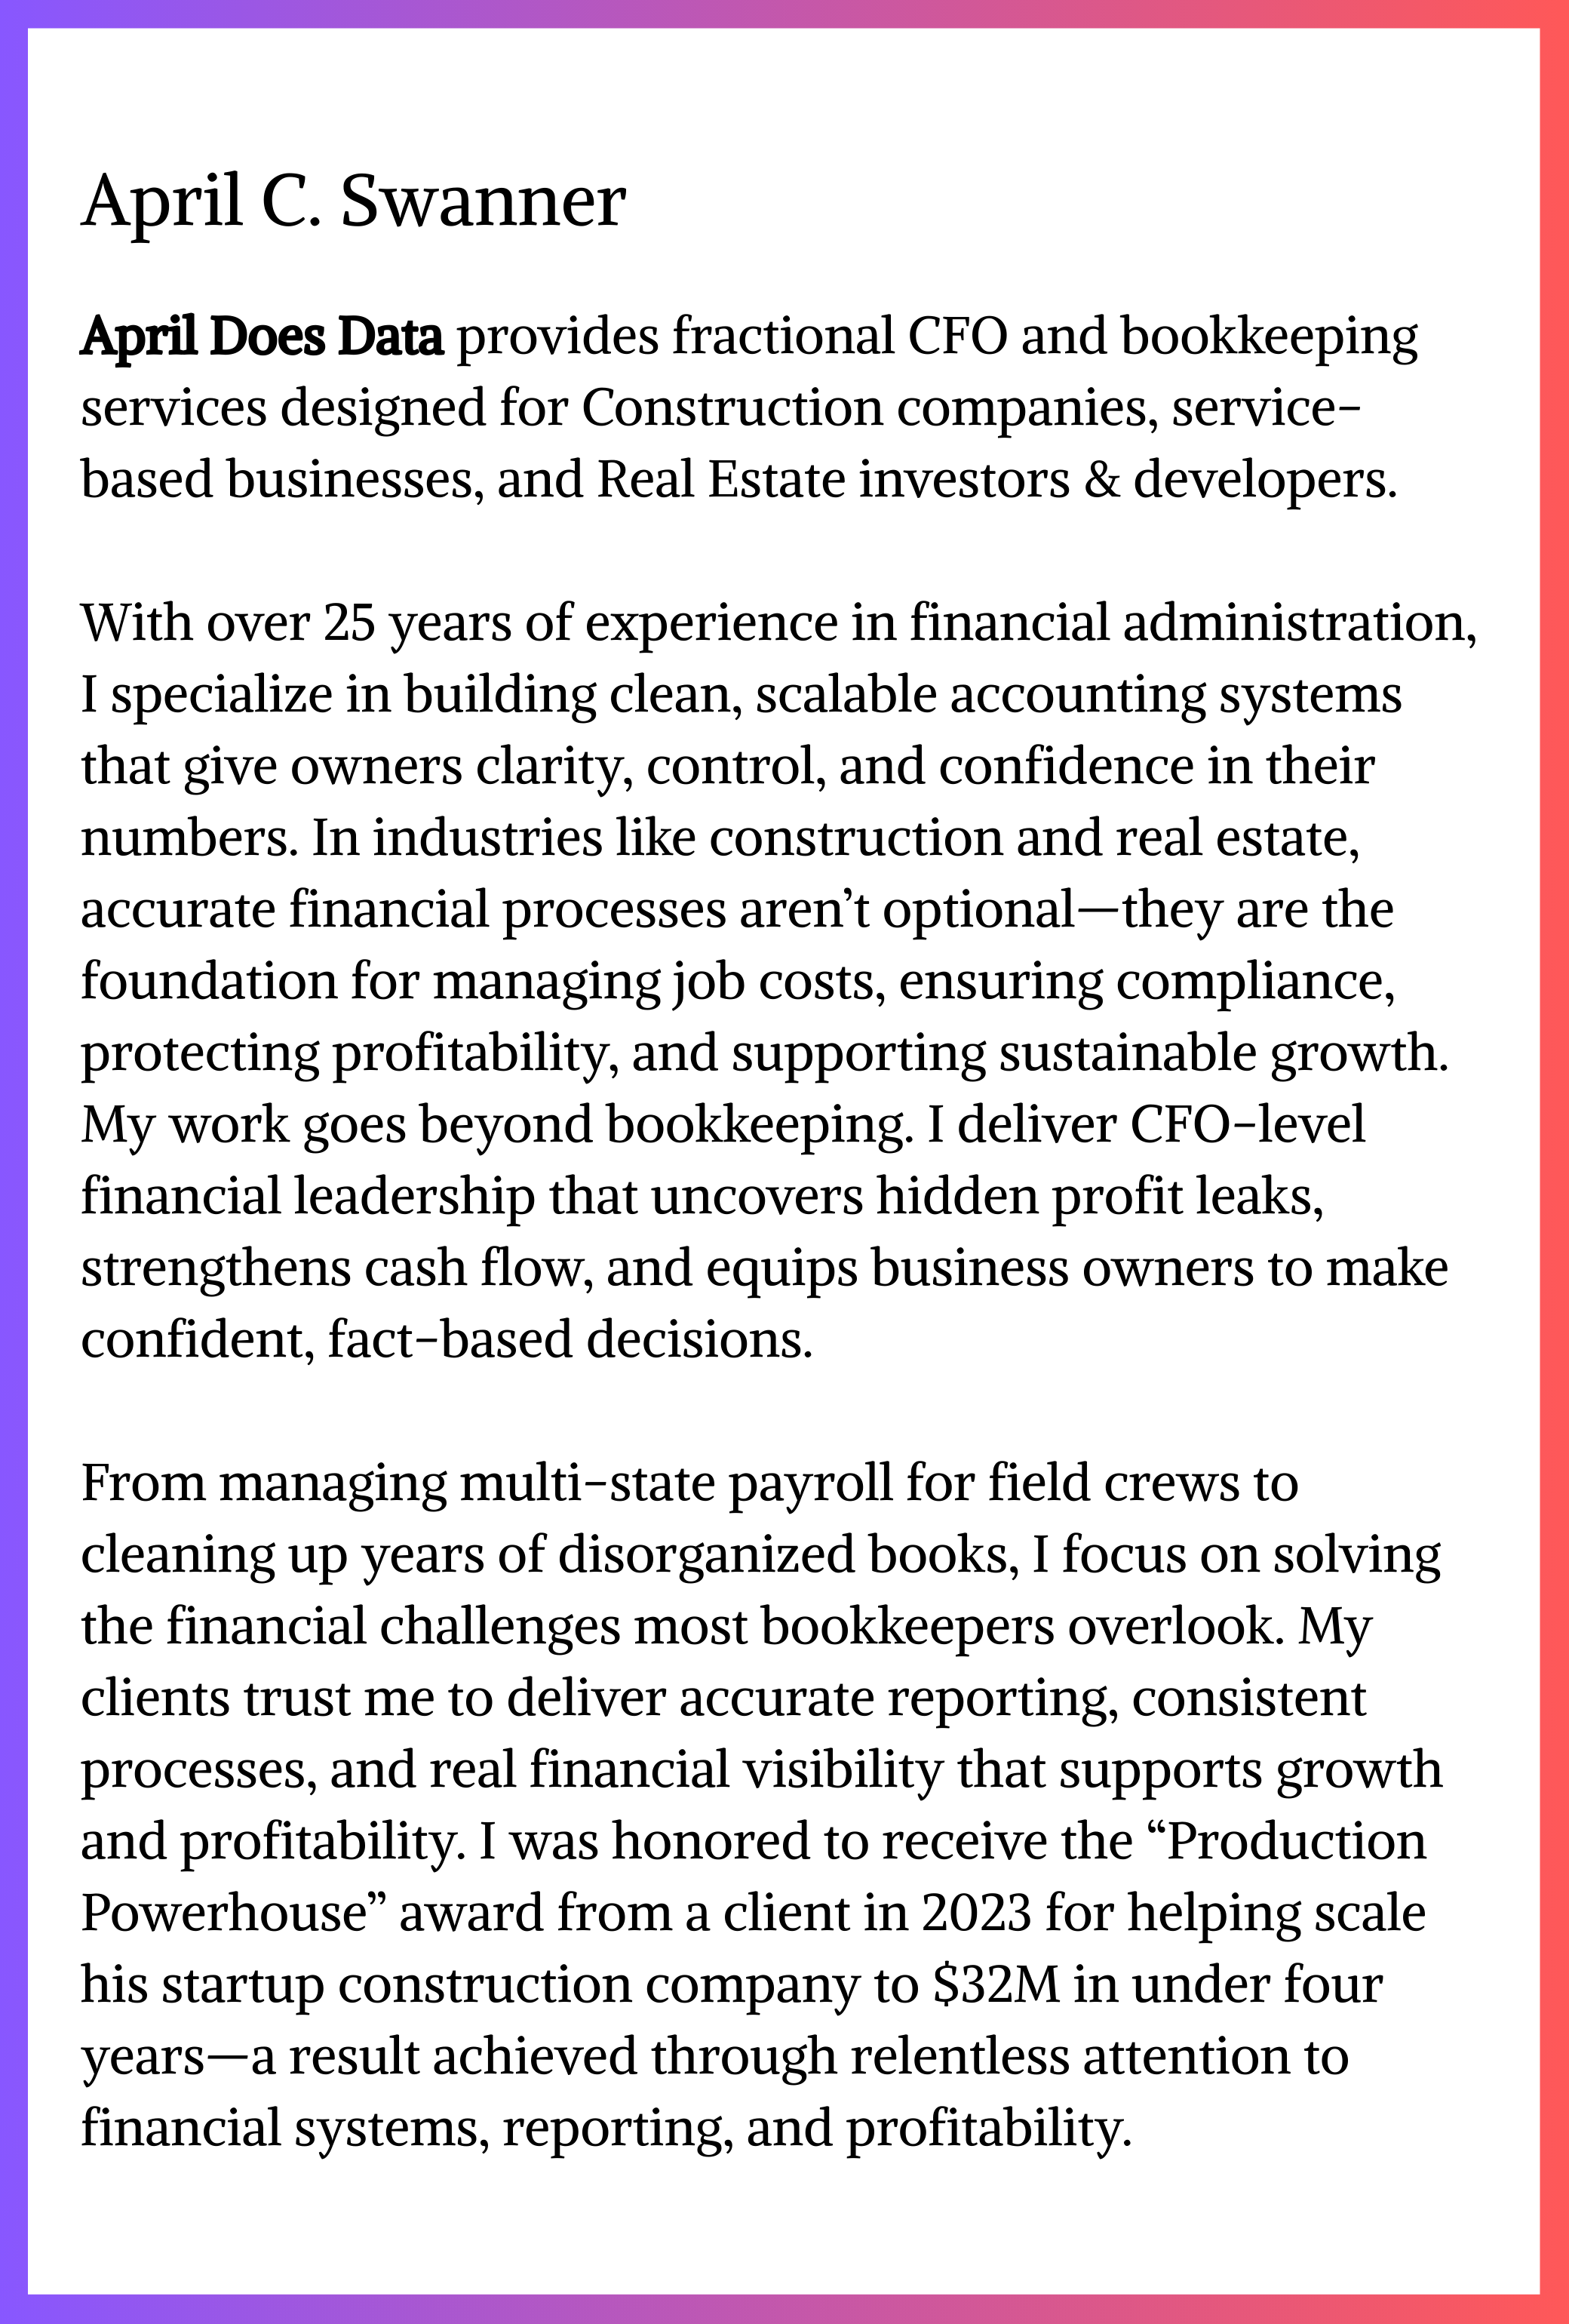 April C. Swanner
April Does Data provides fractional CFO and bookkeeping
services designed for Construction companies, service-
based businesses, and Real Estate investors & developers.
With over 25 years of experience in financial administration,
I specialize in building clean, scalable accounting systems
that give owners clarity, control, and confidence in their
numbers. In industries like construction and real estate,
accurate financial processes aren’t optional—they are the
foundation for managing job costs, ensuring compliance,
protecting profitability, and supporting sustainable growth.
My work goes beyond bookkeeping. I deliver CFO-level
financial leadership that uncovers hidden profit leaks,
strengthens cash flow, and equips business owners to make
confident, fact-based decisions.
From managing multi-state payroll for field crews to
cleaning up years of disorganized books, I focus on solving
the financial challenges most bookkeepers overlook. My
clients trust me to deliver accurate reporting, consistent
processes, and real financial visibility that supports growth
and profitability. I was honored to receive the “Production
Powerhouse” award from a client in 2023 for helping scale
his startup construction company to $32M in under four
years—a result achieved through relentless attention to
financial systems, reporting, and profitability.